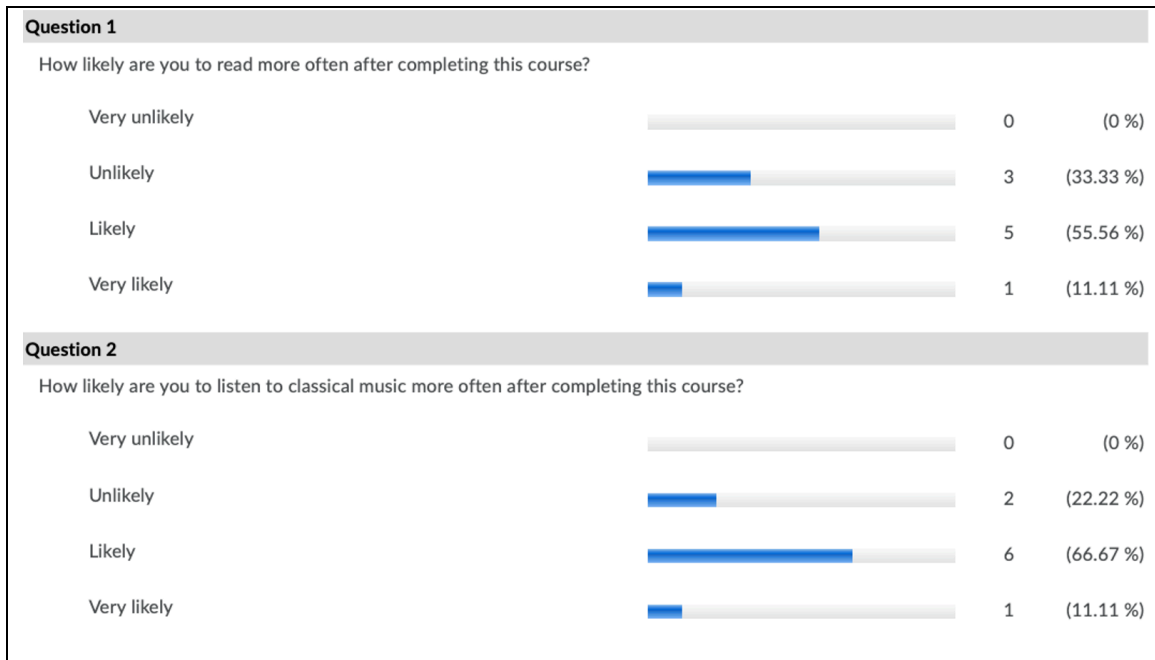 Question 1
How likely are you to read more often after completing this course?
Very unlikely 0 (0 %)
Unlikely 3 (33.33 %)
Likely 5 (55.56 %)
Very likely 1 (11.11 %)
Question 2
How likely are you to listen to classical music more often after completing this course?
Very unlikely 0 (0 %)
Unlikely 2 (22.22 %)
Likely 6 (66.67 %)
Very likely 1 (11.11 %)